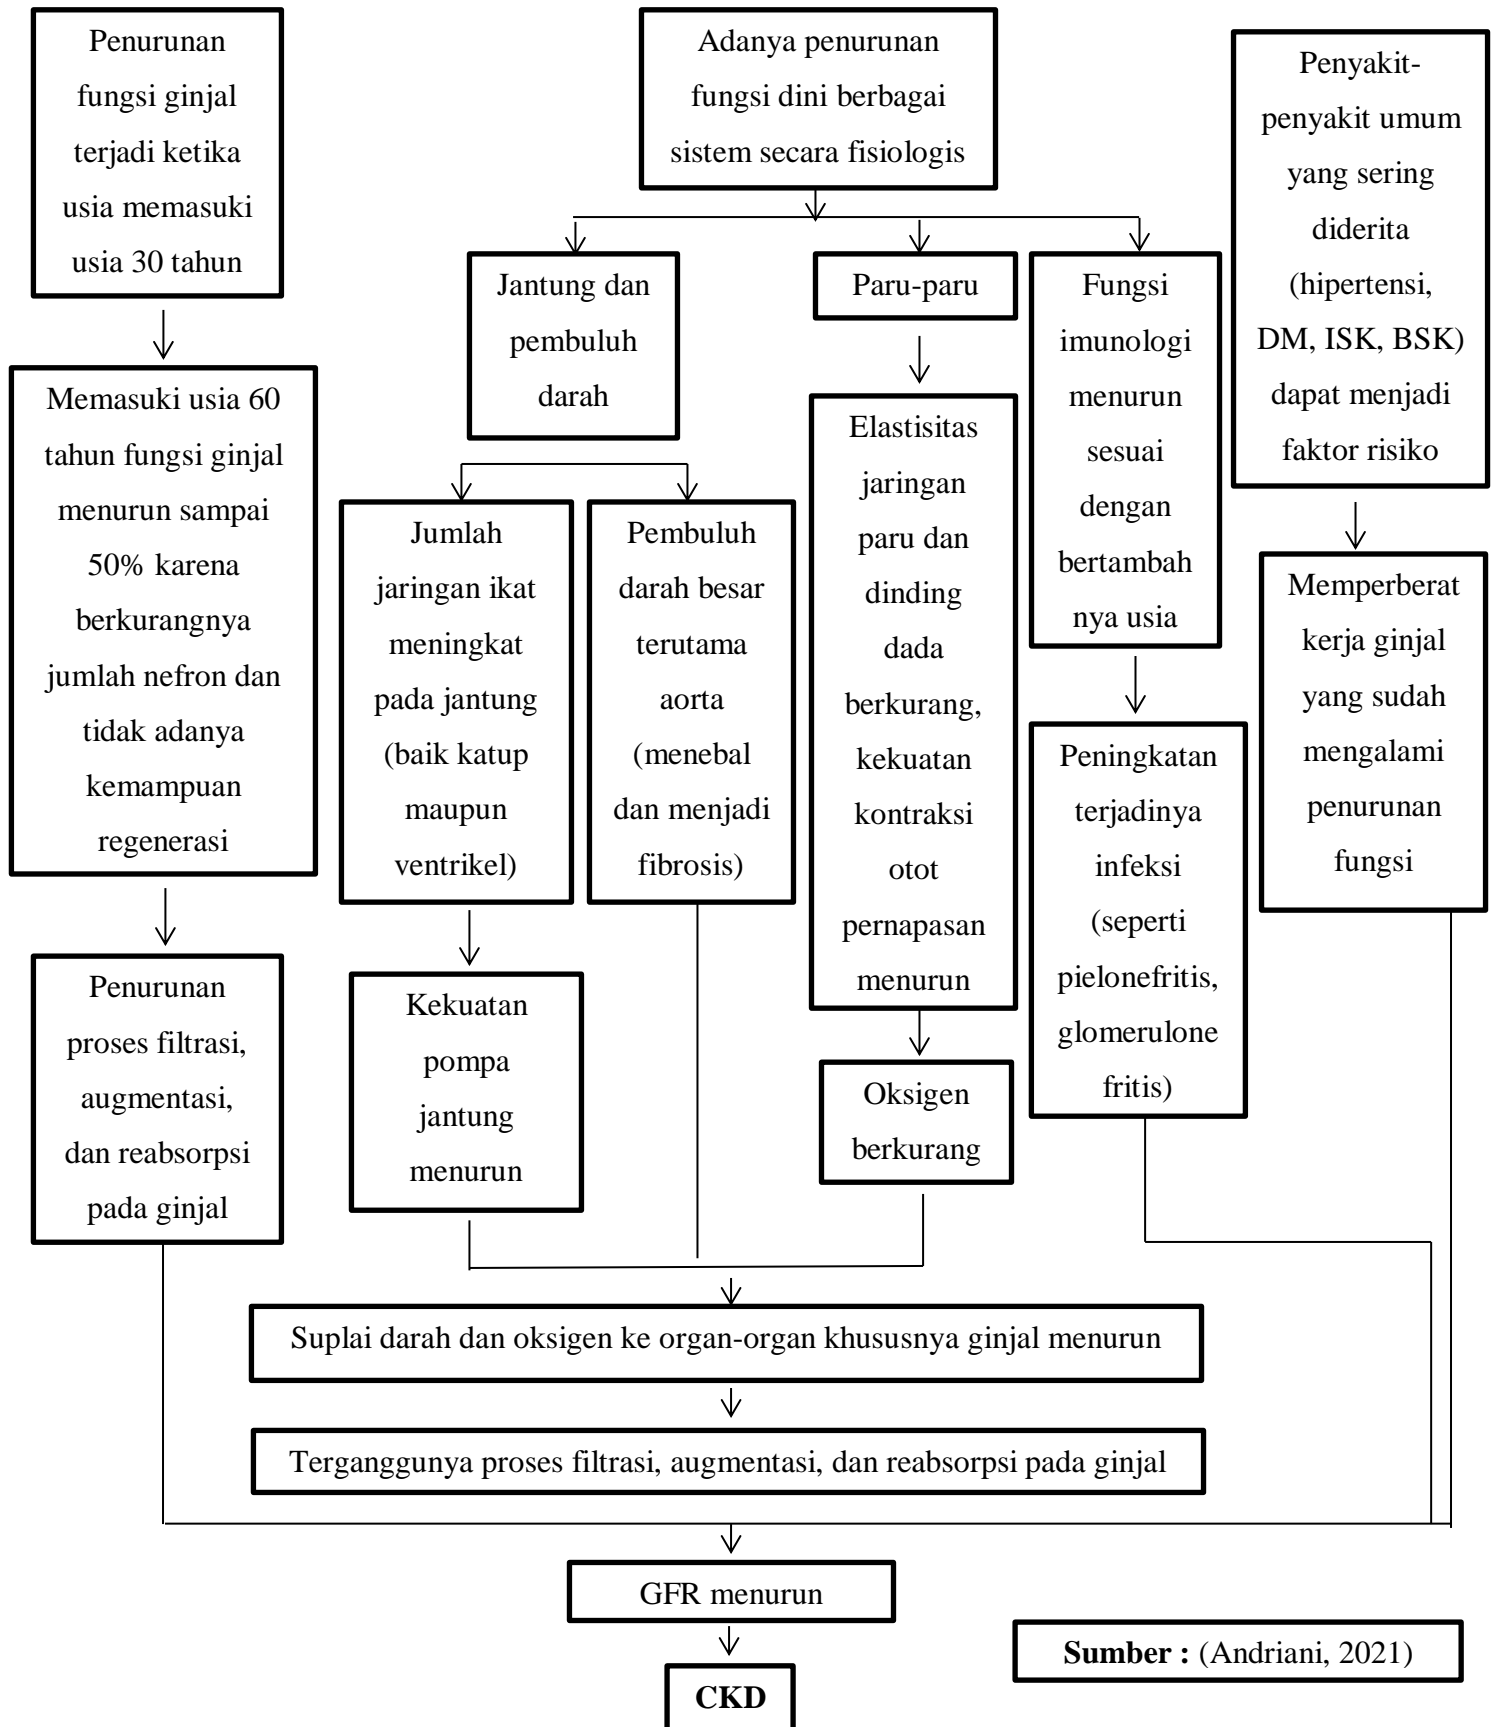 Penurunan
fungsi ginjal
terjadi ketika
usia memasuki
usia 30 tahun
Memasuki usia 60
tahun fungsi ginjal
menurun sampai
50% karena
berkurangnya
jumlah nefron dan
tidak adanya
kemampuan
regenerasi
Penurunan
proses filtrasi,
augmentasi,
dan reabsorpsi
pada ginjal
Adanya penurunan
fungsi dini berbagai
sistem secara fisiologis
Jantung dan
pembuluh
darah
Jumlah
jaringan ikat
meningkat
pada jantung
(baik katup
maupun
ventrikel)
Kekuatan
pompa
jantung
menurun
Pembuluh
darah besar
terutama
aorta
(menebal
dan menjadi
fibrosis)
Paru-paru
Elastisitas
jaringan
paru dan
dinding
dada
berkurang,
kekuatan
kontraksi
otot
pernapasan
menurun
Oksigen
berkurang
Fungsi
imunologi
menurun
sesuai
dengan
bertambah
nya usia
Peningkatan
terjadinya
infeksi
(seperti
pielonefritis,
glomerulone
fritis)
Penyakit-
penyakit umum
yang sering
diderita
(hipertensi,
DM, ISK, BSK)
dapat menjadi
faktor risiko
Memperberat
kerja ginjal
yang sudah
mengalami
penurunan
fungsi
Suplai darah dan oksigen ke organ-organ khususnya ginjal menurun
Terganggunya proses filtrasi, augmentasi, dan reabsorpsi pada ginjal
GFR menurun
CKD
Sumber : (Andriani, 2021)